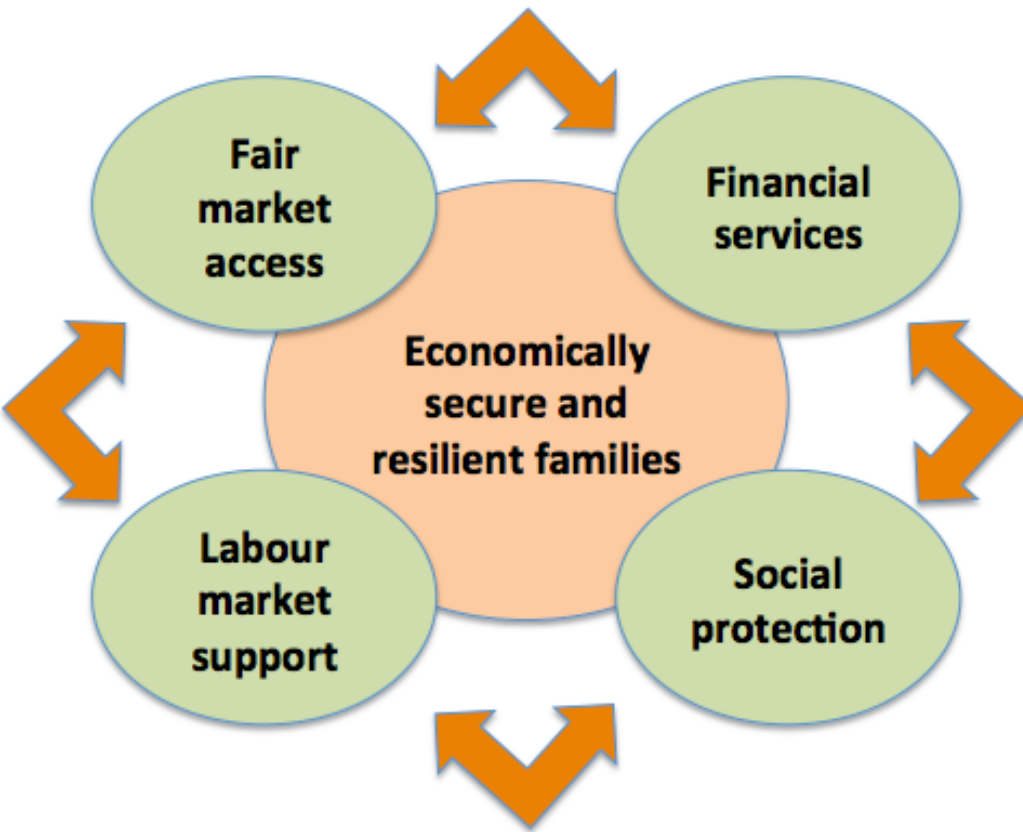 Fair
market
access
Financial
services
Economically
secure and
resilient families
Labour
market
support
Social
protection